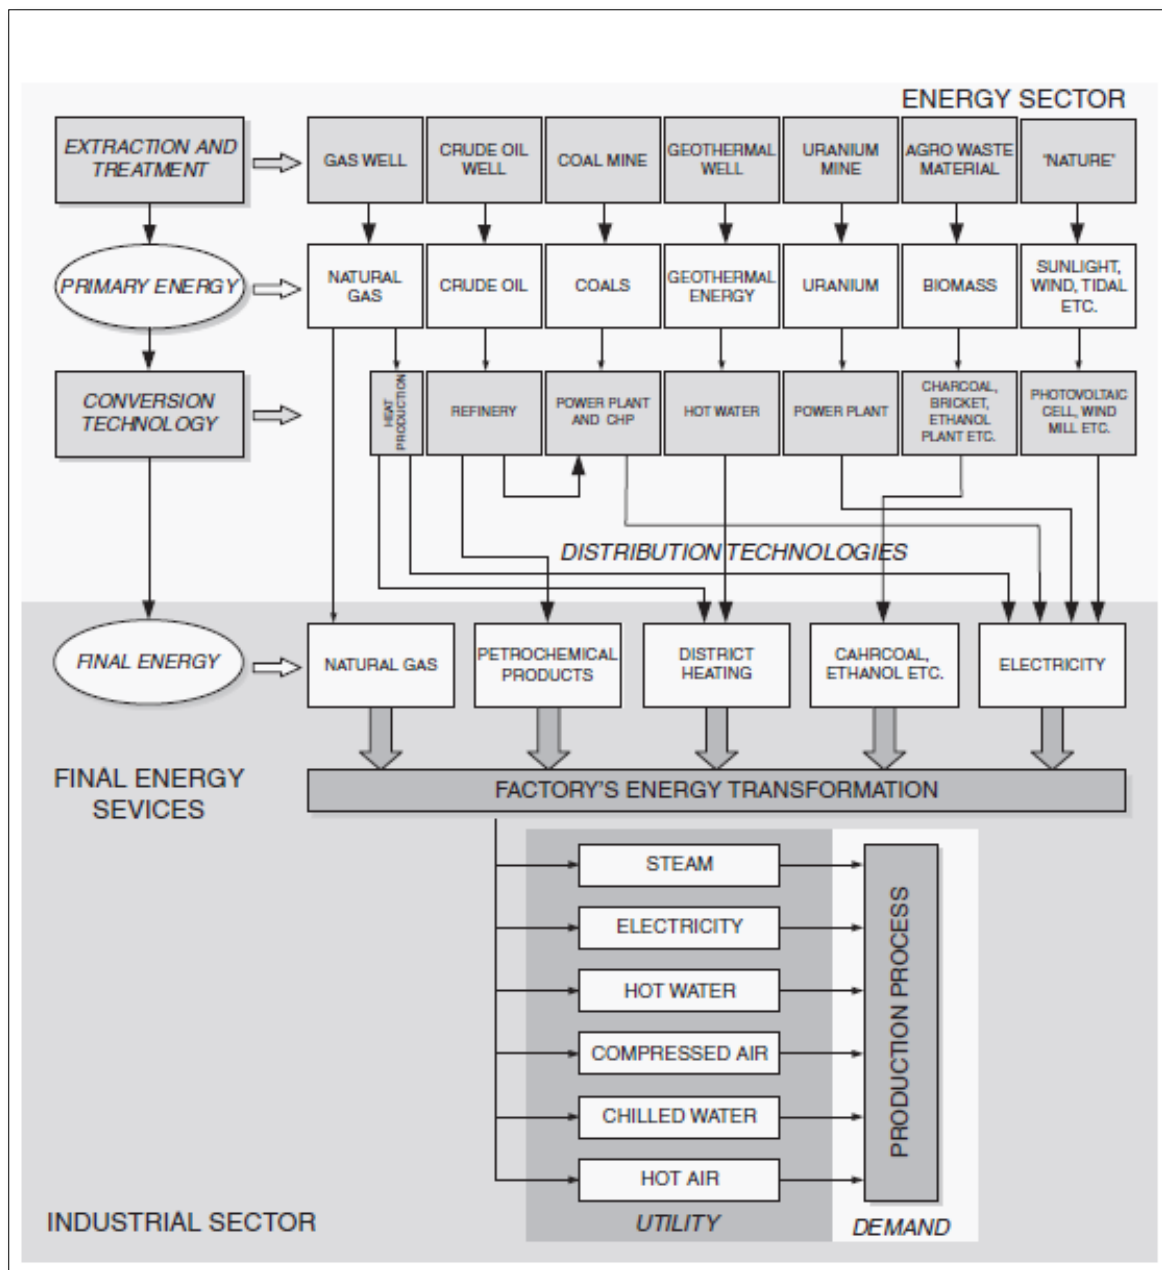 ENERGY SECTOR
EXTRACTION AND
TREATMENT
GAS WELL
CRUDE OIL
WELL
COAL MINE
GEOTHERMAL
WELL
URANIUM
MINE
AGRO WASTE
MATERIAL
"NATURE"
PRIMARY ENERGY
NATURAL
GAS
CRUDE OIL
COALS
GEOTHERMAL
ENERGY
URANIUM
BIOMASS
SUNLIGHT,
WIND, TIDAL
ETC.
CONVERSION
TECHNOLOGY
HEAT
PRODUCTION
REFINERY
POWER PLANT
AND CHP
HOT WATER
POWER PLANT
CHARCOAL,
BRICKET,
ETHANOL
PLANT ETC.
PHOTOVOLTAIC
CELL, WIND
MILL ETC.
DISTRIBUTION TECHNOLOGIES
FINAL ENERGY
NATURAL GAS
PETROCHEMICAL
PRODUCTS
DISTRICT
HEATING
CAHRCOAL,
ETHANOL ETC.
ELECTRICITY
FINAL ENERGY
SEVICES
FACTORY'S ENERGY TRANSFORMATION
STEAM
ELECTRICITY
HOT WATER
COMPRESSED AIR
CHILLED WATER
HOT AIR
PRODUCTION PROCESS
INDUSTRIAL SECTOR
UTILITY
DEMAND